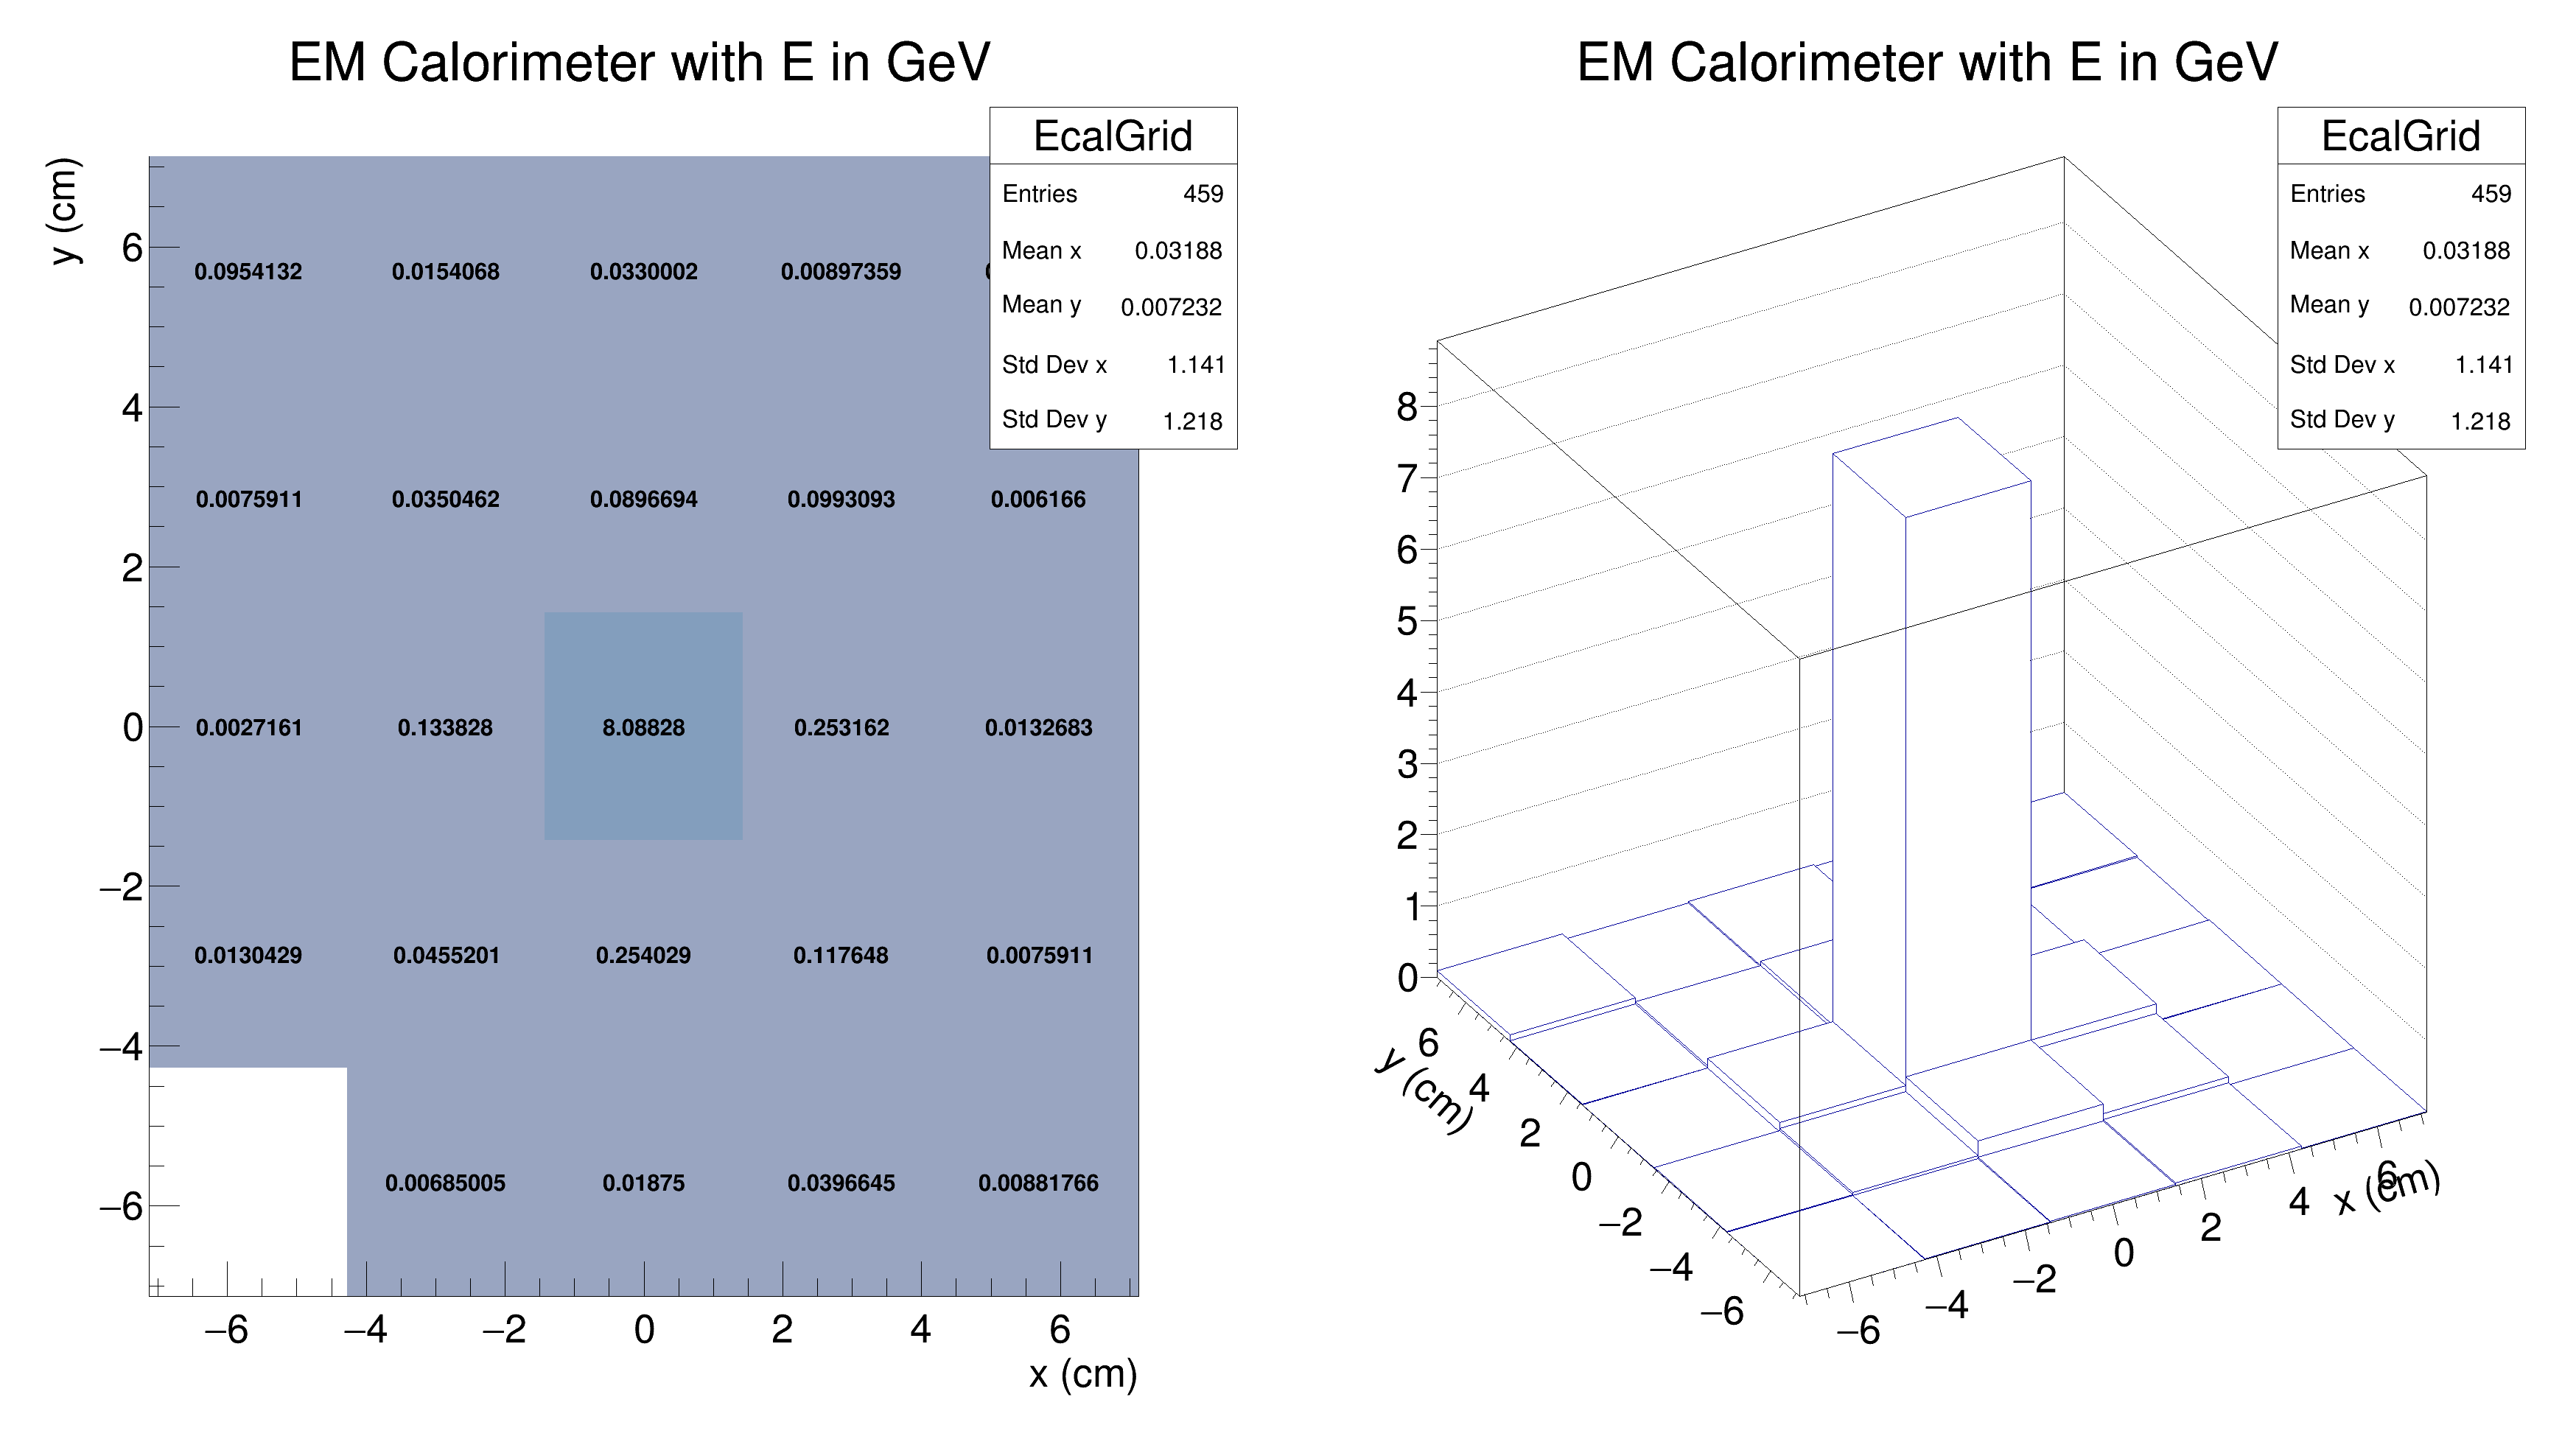 EM Calorimeter with E in GeV
EcalGrid
Entries 459
Mean x 0.03188
Mean y 0.007232
Std Dev x 1.141
Std Dev y 1.218
y (cm)
6
4
2
0
−2
−4
−6
0.0954132 0.0154068 0.0330002 0.00897359
0.0075911 0.0350462 0.0896694 0.0993093 0.006166
0.0027161 0.133828 8.08828 0.253162 0.0132683
0.0130429 0.0455201 0.254029 0.117648 0.0075911
0.00685005 0.01875 0.0396645 0.00881766
−6 −4 −2 0 2 4 6
x (cm)
EM Calorimeter with E in GeV
EcalGrid
Entries 459
Mean x 0.03188
Mean y 0.007232
Std Dev x 1.141
Std Dev y 1.218
8
7
6
5
4
3
2
1
0
y (cm)
6
4
2
0
−2
−4
−6
−6 −4 −2 0 2 4 6
x (cm)